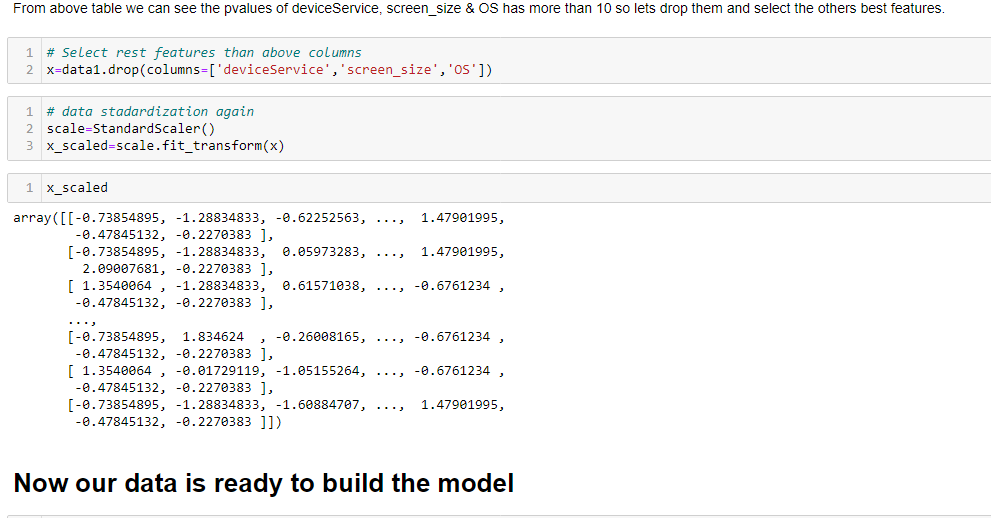 From above table we can see the pvalues of deviceService, screen_size & OS has more than 10 so lets drop them and select the others best features.
1 # Select rest features than above columns
2 x=data1.drop(columns=['deviceService','screen_size','OS'])
1 # data stadardization again
2 scale=StandardScaler()
3 x_scaled=scale.fit_transform(x)
1 x_scaled
array([[-0.73854895, -1.28834833, -0.62252563, ..., 1.47901995,
-0.47845132, -0.2270383 ],
[-0.73854895, -1.28834833, 0.05973283, ..., 1.47901995,
2.09007681, -0.2270383 ],
[ 1.3540064 , -1.28834833, 0.61571038, ..., -0.6761234 ,
-0.47845132, -0.2270383 ],
...,
[-0.73854895, 1.834624 , -0.26008165, ..., -0.6761234 ,
-0.47845132, -0.2270383 ],
[ 1.3540064 , -0.01729119, -1.05155264, ..., -0.6761234 ,
-0.47845132, -0.2270383 ],
[-0.73854895, -1.28834833, -1.60884707, ..., 1.47901995,
-0.47845132, -0.2270383 ]])
Now our data is ready to build the model